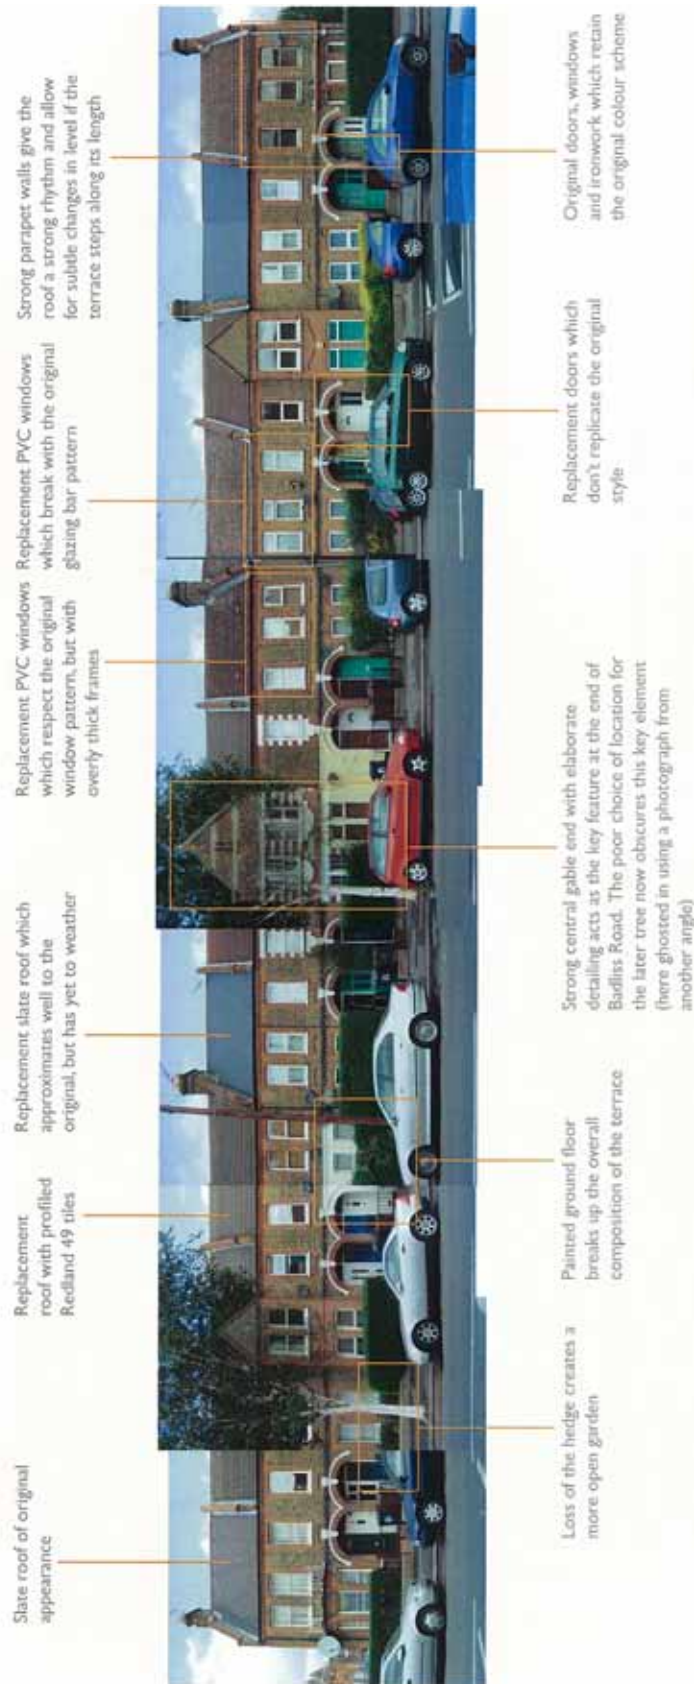 Slate roof of original
appearance
Replacement
roof with profiled
Redland 49 tiles
Replacement slate roof which
approximates well to the
original, but has yet to weather
Replacement PVC windows
which respect the original
window pattern, but with
overly thick frames
Replacement PVC windows
which break with the original
glazing bar pattern
Strong parapet walls give the
roof a strong rhythm and allow
for subtle changes in level if the
terrace steps along its length
Loss of the hedge creates a
more open garden
Painted ground floor
breaks up the overall
composition of the terrace
Strong central gable end with elaborate
detailing acts as the key feature at the end of
Badliss Road. The poor choice of location for
the later tree now obscures this key element
(here ghosted in using a photograph from
another angle)
Replacement doors which
don't replicate the original
style
Original doors, windows
and ironwork which retain
the original colour scheme